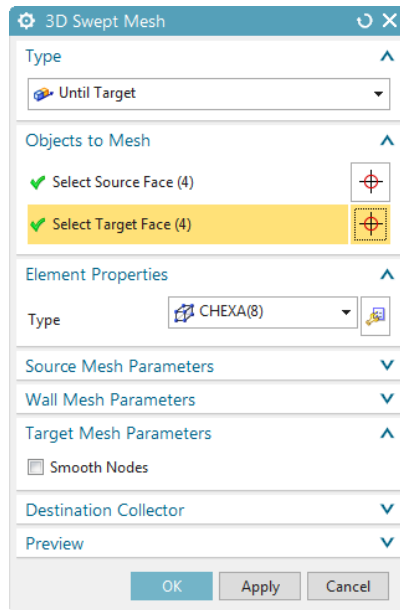 3D Swept Mesh
Type
Until Target
Objects to Mesh
Select Source Face (4)
Select Target Face (4)
Element Properties
Type CHEXA(8)
Source Mesh Parameters
Wall Mesh Parameters
Target Mesh Parameters
Smooth Nodes
Destination Collector
Preview
OK Apply Cancel